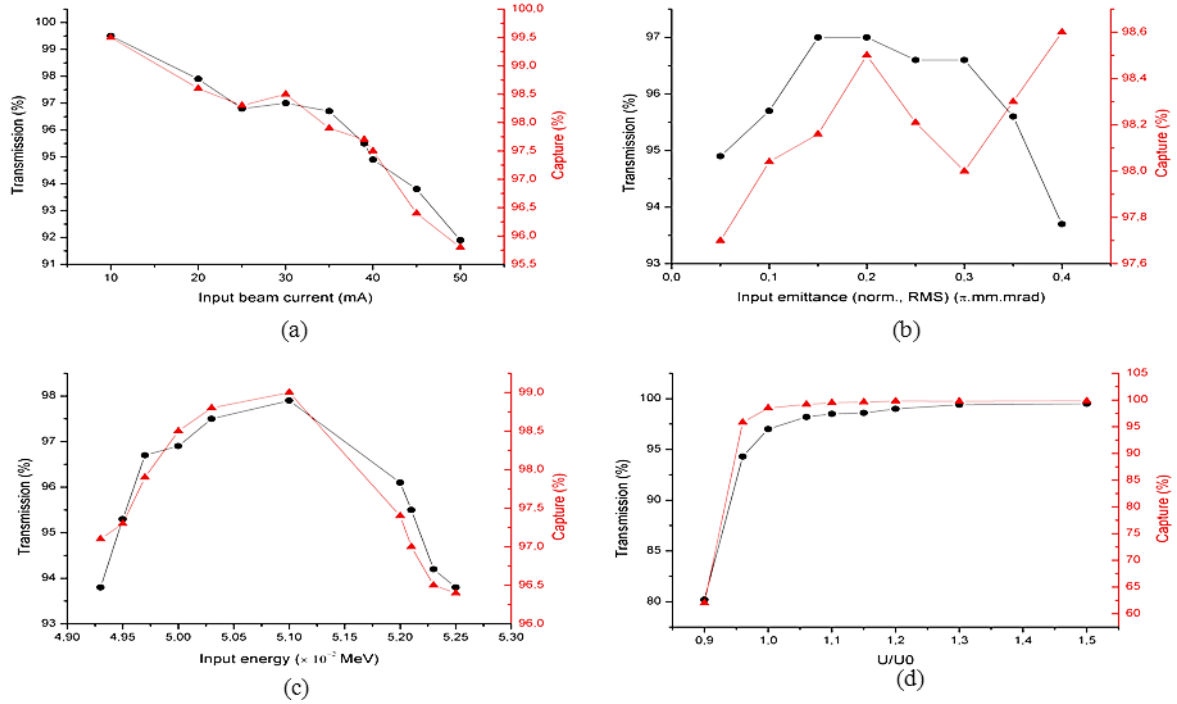 Transmission (%)
100
99
98
97
96
95
94
93
92
91
100,0
99.5
99.0
98.5
98.0
97.5
97.0
96.5
96.0
95.5
Capture (%)
10 20 30 40 50
Input beam current (mA)
(a)
Transmission (%)
97
96
95
94
93
98.6
98.4
98.2
98.0
97.8
97.6
Capture (%)
0,0 0,1 0,2 0,3 0,4
Input emittance (norm., RMS) (π.mm.mrad)
(b)
Transmission (%)
98
97
96
95
94
93
99.0
98.5
98.0
97.5
97.0
96.5
96.0
Capture (%)
4,90 4,95 5,00 5,05 5,10 5,15 5,20 5,25 5,30
Input energy (× 10⁻² MeV)
(c)
Transmission (%)
100
95
90
85
80
105
100
95
90
85
80
75
70
65
60
Capture (%)
0,9 1,0 1,1 1,2 1,3 1,4 1,5
U/U0
(d)